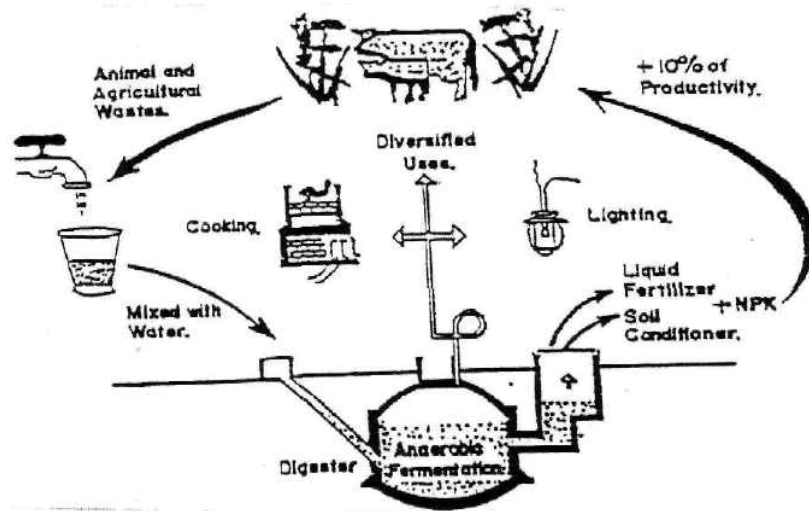 Animal and
Agricultural
Wastes.
+10% of
Productivity.
Diversified
Uses.
Cooking.
Lighting.
Mixed with
Water.
Liquid
Fertilizer
+NPK
Soil
Conditioner.
Digester
Anaerobic
Fermentation.